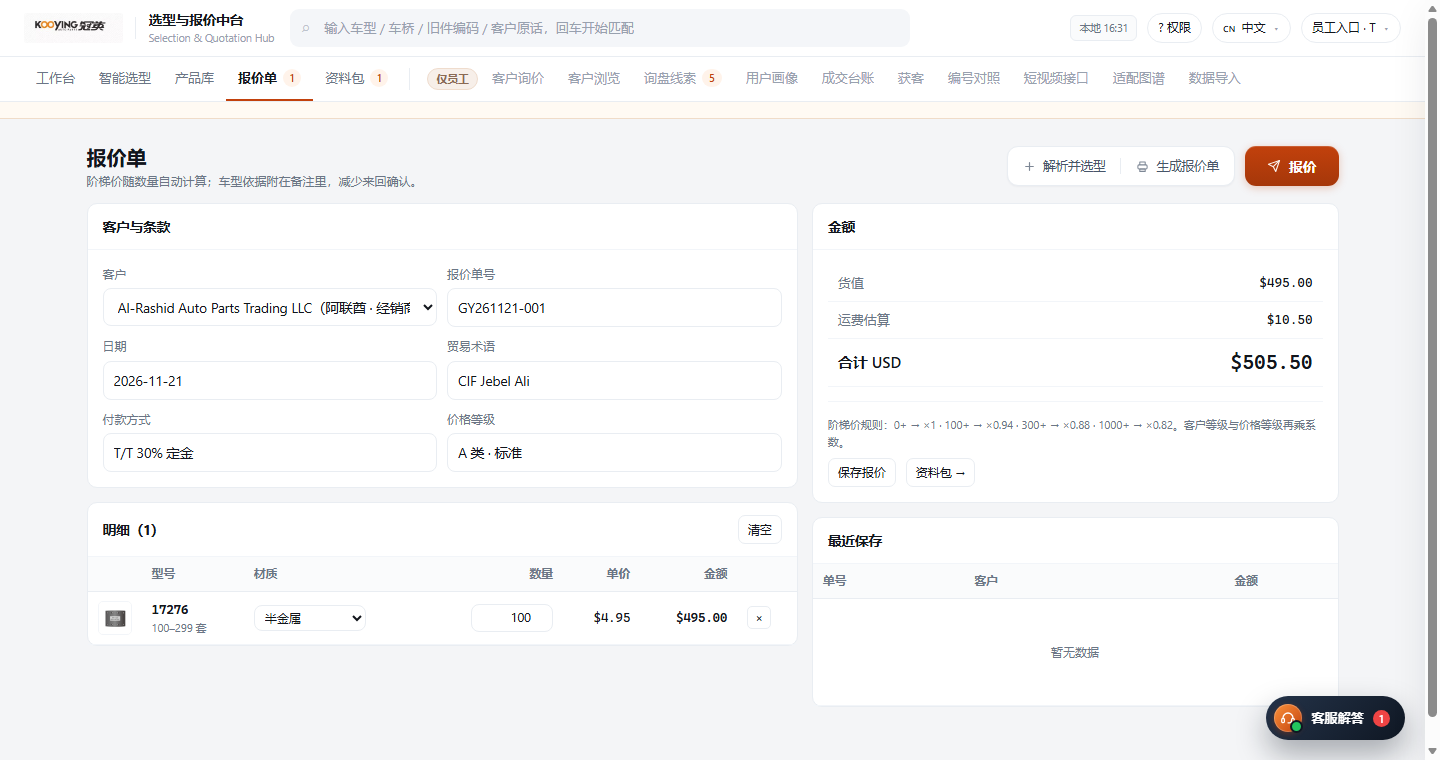 KOOYING 冠英
选型与报价中台
Selection & Quotation Hub
输入车型 / 车桥 / 旧件编码 / 客户原话，回车开始匹配
本地 16:31
? 权限
CN 中文
员工入口 · T
工作台 智能选型 产品库 报价单 1 资料包 1 仅员工 客户询价 客户浏览 询盘线索 5 用户画像 成交台账 获客 编号对照 短视频接口 适配图谱 数据导入
报价单
阶梯价随数量自动计算；车型依据附在备注里，减少来回确认。
+ 解析并选型
生成报价单
报价
客户与条款
客户 报价单号
Al-Rashid Auto Parts Trading LLC（阿联酋 · 经销商 GY261121-001
日期 贸易术语
2026-11-21 CIF Jebel Ali
付款方式 价格等级
T/T 30% 定金 A 类 · 标准
明细（1）
清空
型号 材质 数量 单价 金额
17276 半金属 100 $4.95 $495.00 ×
100–299 套
金额
货值 $495.00
运费估算 $10.50
合计 USD $505.50
阶梯价规则：0+ → ×1 · 100+ → ×0.94 · 300+ → ×0.88 · 1000+ → ×0.82。客户等级与价格等级再乘系
数。
保存报价 资料包 →
最近保存
单号 客户 金额
暂无数据
客服解答 1